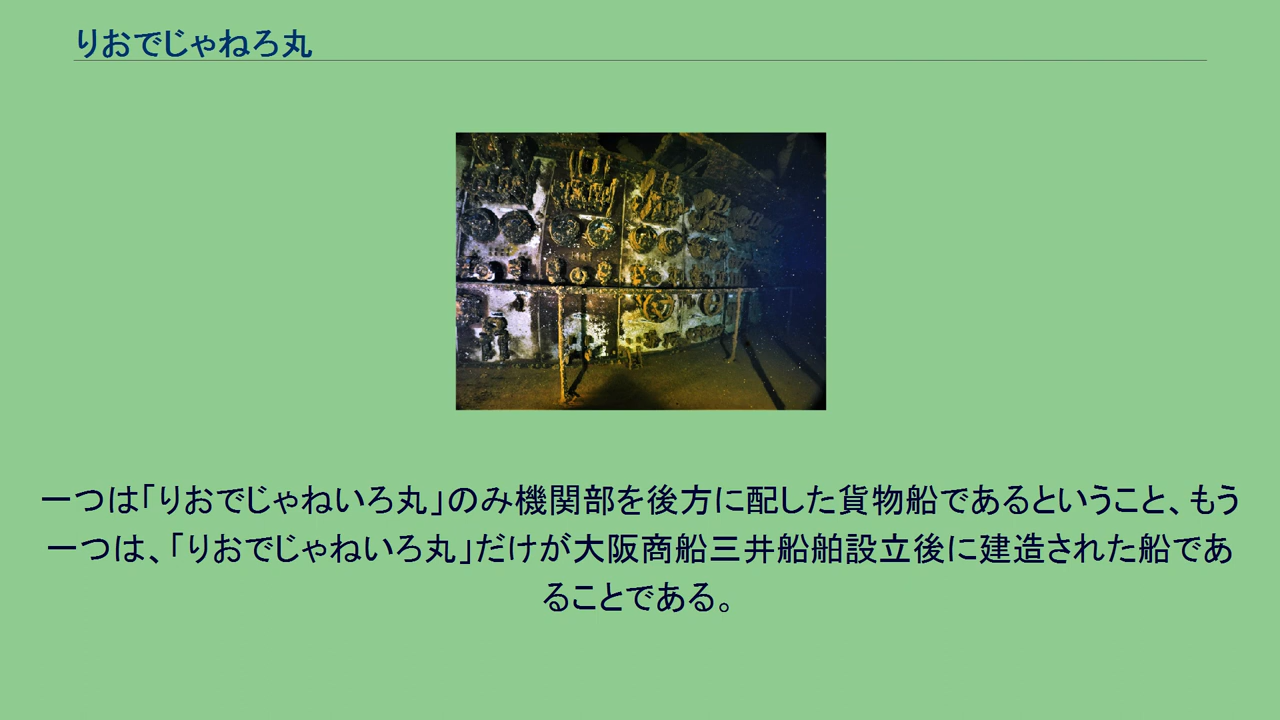 りおでじゃねろ丸
一つは「りおでじゃねいろ丸」のみ機関部を後方に配した貨物船であるということ、もう
一つは、「りおでじゃねいろ丸」だけが大阪商船三井船舶設立後に建造された船であ
ることである。